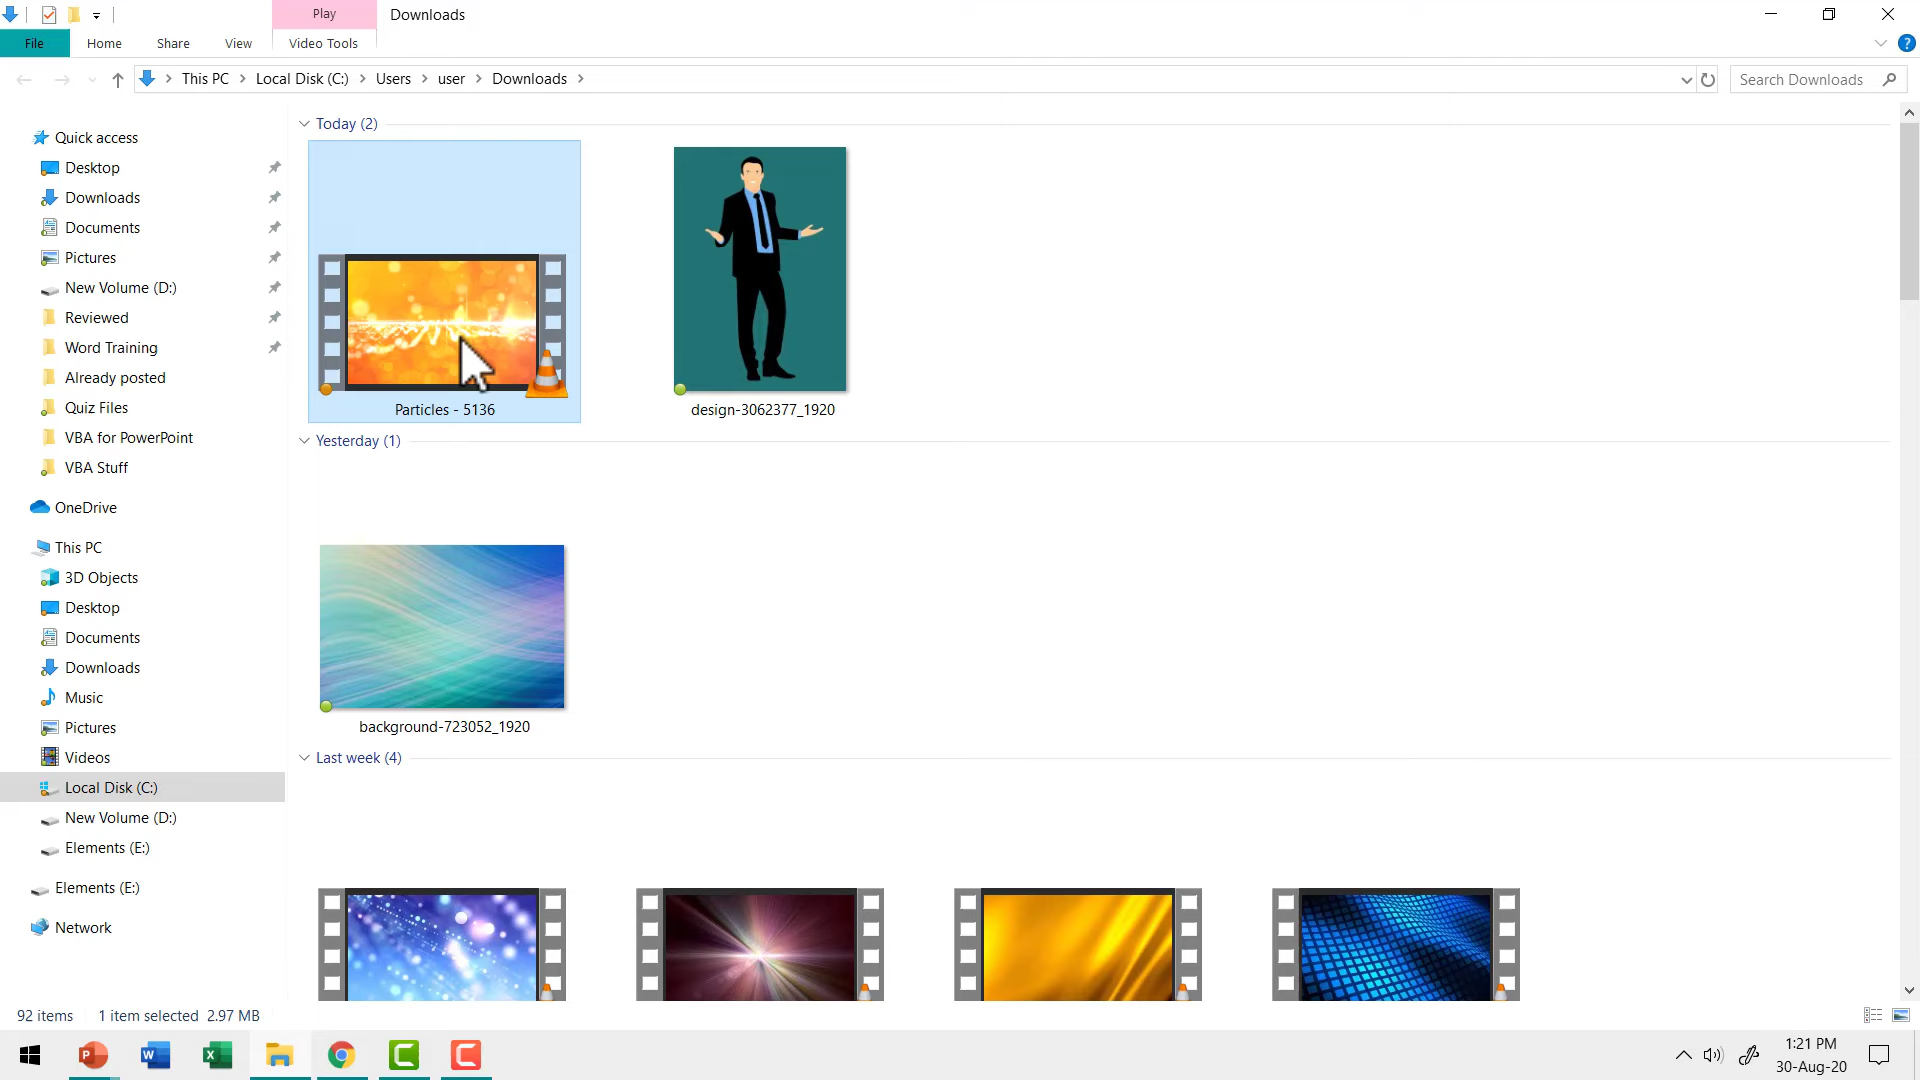 Play
Downloads
File
Home
Share
View
Video Tools
This PC
Local Disk (C:)
Users
user
Downloads
Search Downloads
Quick access
Desktop
Downloads
Documents
Pictures
New Volume (D:)
Reviewed
Word Training
Already posted
Quiz Files
VBA for PowerPoint
VBA Stuff
OneDrive
This PC
3D Objects
Desktop
Documents
Downloads
Music
Pictures
Videos
Local Disk (C:)
New Volume (D:)
Elements (E:)
Elements (E:)
Network
Today (2)
Particles - 5136
design-3062377_1920
Yesterday (1)
background-723052_1920
Last week (4)
92 items
1 item selected 2.97 MB
1:21 PM
30-Aug-20